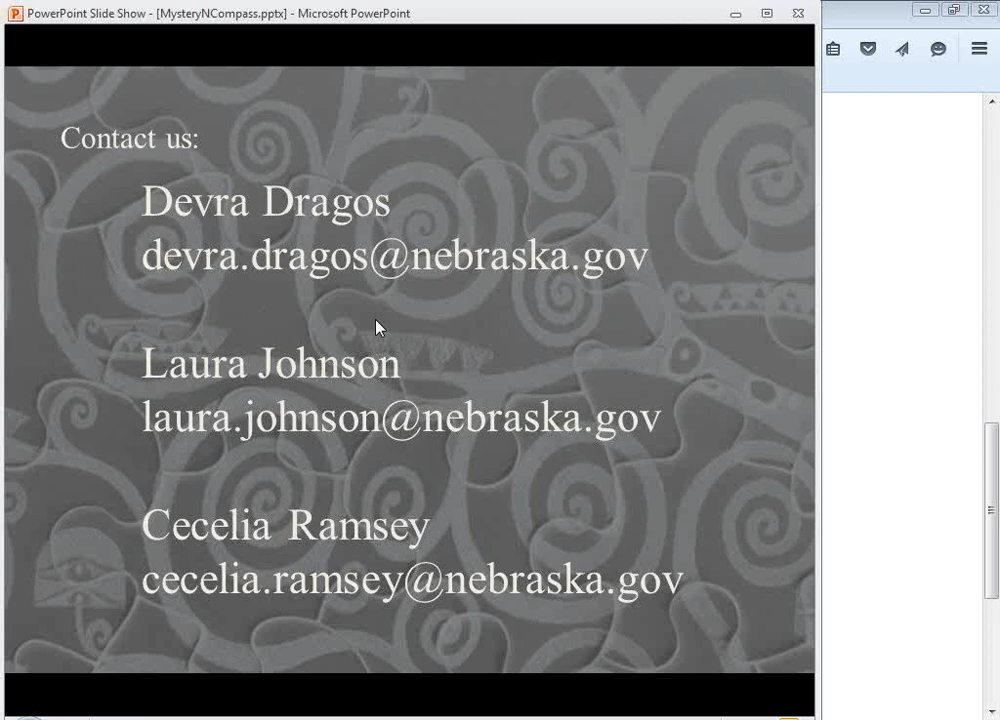 PowerPoint Slide Show - [MysteryNCompass.pptx] - Microsoft PowerPoint
Contact us:
Devra Dragos
devra.dragos@nebraska.gov
Laura Johnson
laura.johnson@nebraska.gov
Cecelia Ramsey
cecelia.ramsey@nebraska.gov